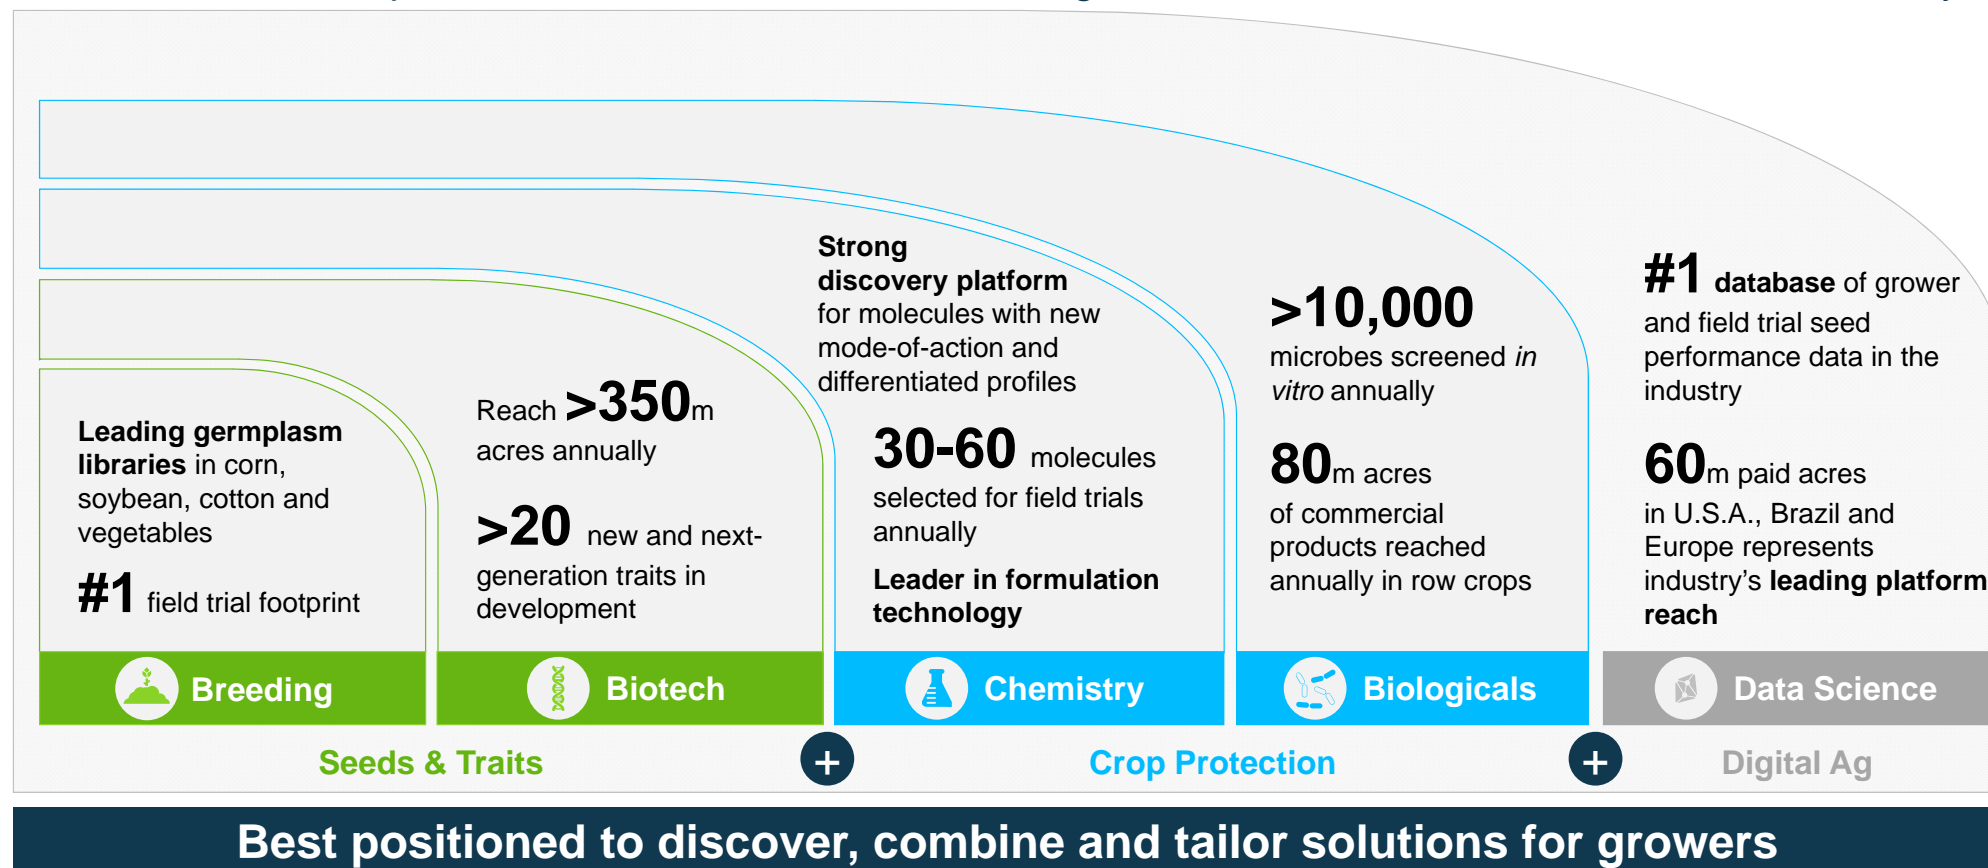 Leading germplasm
libraries in corn,
soybean, cotton and
vegetables
#1 field trial footprint
Breeding
Reach >350m
acres annually
>20 new and next-
generation traits in
development
Biotech
Seeds & Traits
+
Strong
discovery platform
for molecules with new
mode-of-action and
differentiated profiles
30-60 molecules
selected for field trials
annually
Leader in formulation
technology
Chemistry
>10,000
microbes screened in
vitro annually
80m acres
of commercial
products reached
annually in row crops
Biologicals
Crop Protection
+
#1 database of grower
and field trial seed
performance data in the
industry
60m paid acres
in U.S.A., Brazil and
Europe represents
industry's leading platform
reach
Data Science
Digital Ag
Best positioned to discover, combine and tailor solutions for growers